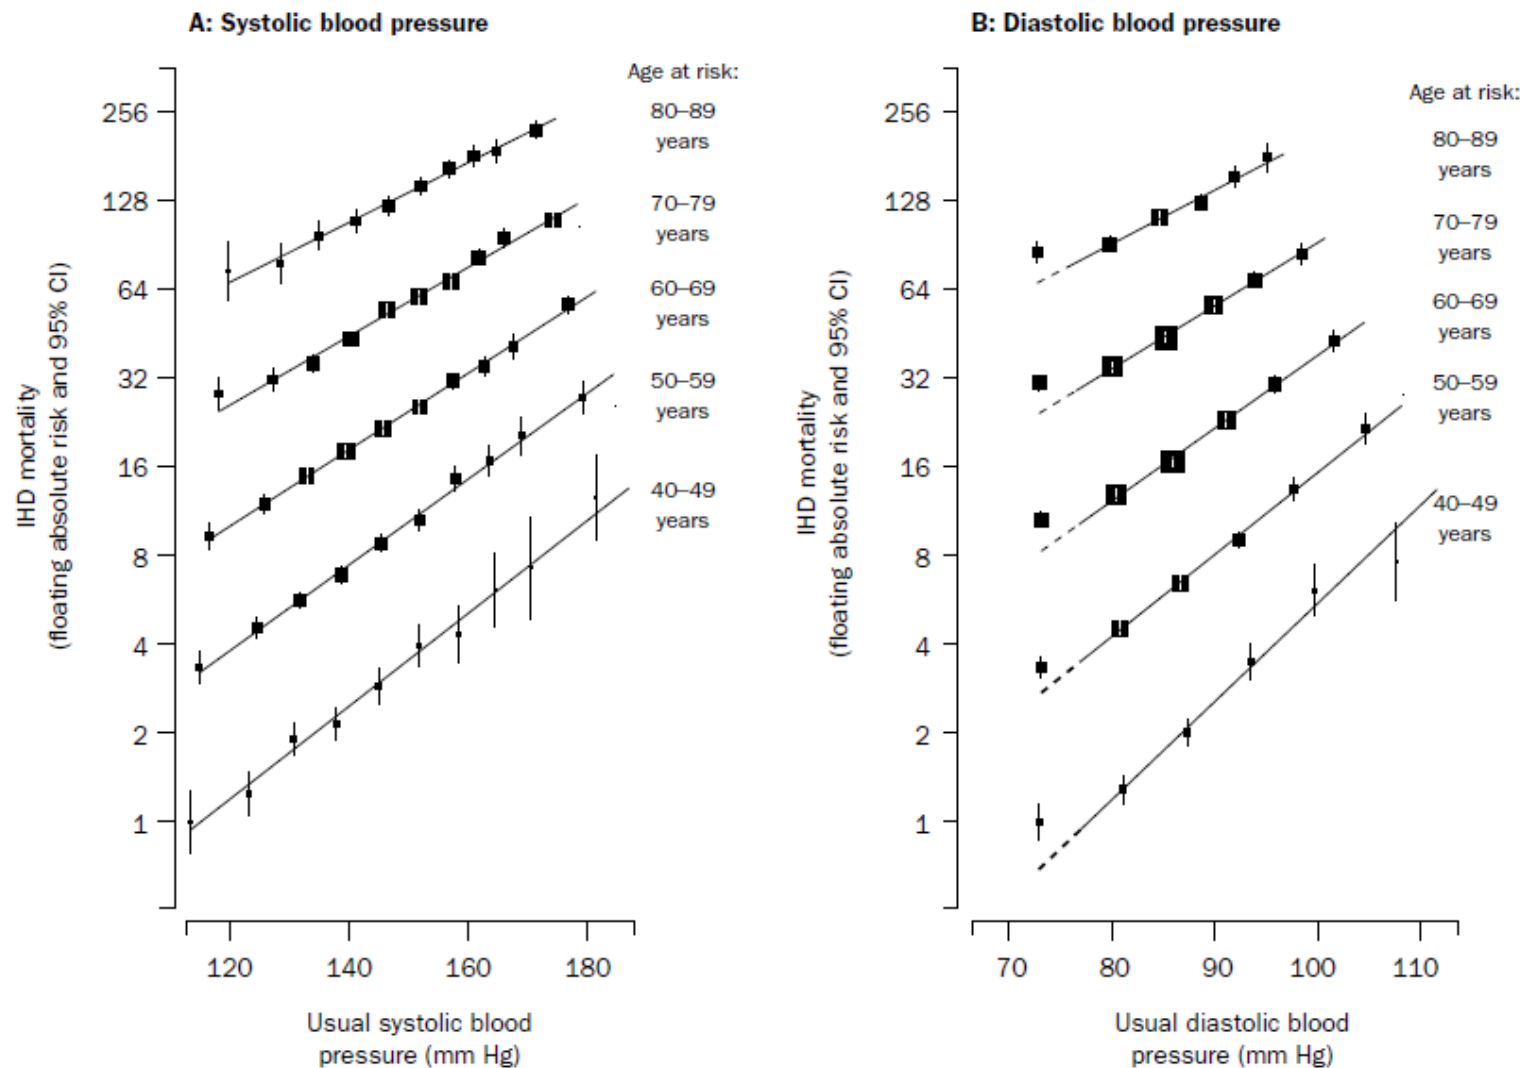 A: Systolic blood pressure
Age at risk:
256
128
64
32
16
8
4
2
1
80–89
years
70–79
years
60–69
years
50–59
years
40–49
years
IHD mortality
(floating absolute risk and 95% CI)
120 140 160 180
Usual systolic blood
pressure (mm Hg)
B: Diastolic blood pressure
Age at risk:
256
128
64
32
16
8
4
2
1
80–89
years
70–79
years
60–69
years
50–59
years
40–49
years
IHD mortality
(floating absolute risk and 95% CI)
70 80 90 100 110
Usual diastolic blood
pressure (mm Hg)